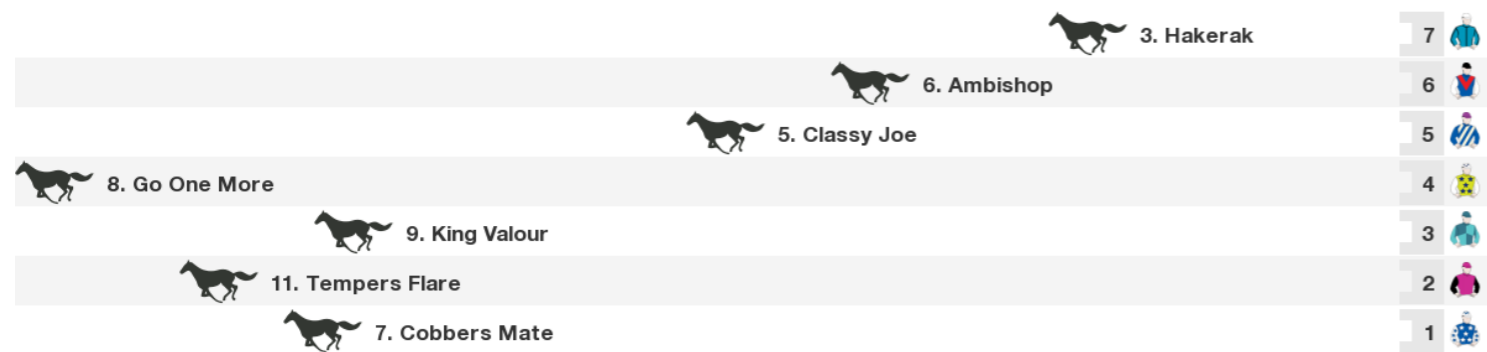 3. Hakerak 7
6. Ambishop 6
5. Classy Joe 5
8. Go One More 4
9. King Valour 3
11. Tempers Flare 2
7. Cobbers Mate 1